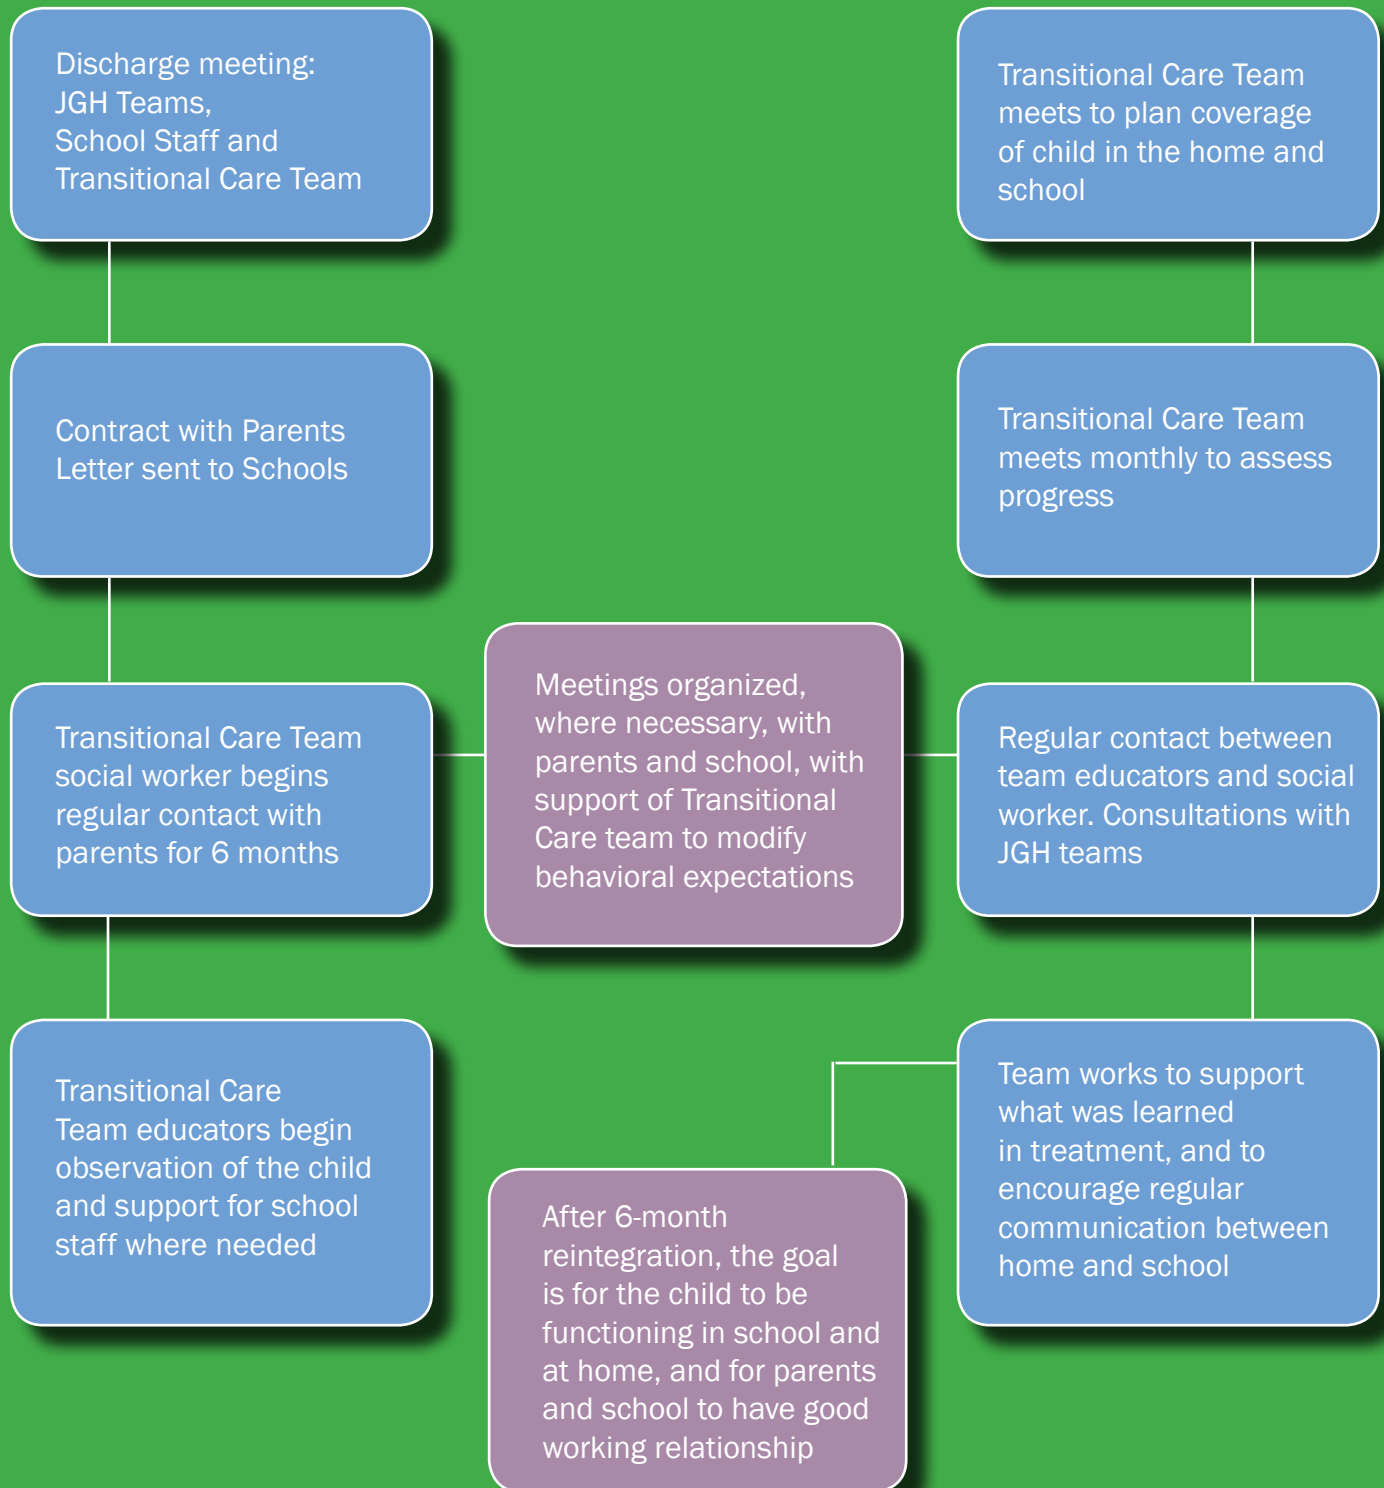 Discharge meeting:
JGH Teams,
School Staff and
Transitional Care Team
Contract with Parents
Letter sent to Schools
Transitional Care Team
social worker begins
regular contact with
parents for 6 months
Transitional Care
Team educators begin
observation of the child
and support for school
staff where needed
Meetings organized,
where necessary, with
parents and school, with
support of Transitional
Care team to modify
behavioral expectations
Transitional Care Team
meets to plan coverage
of child in the home and
school
Transitional Care Team
meets monthly to assess
progress
Regular contact between
team educators and social
worker. Consultations with
JGH teams
Team works to support
what was learned
in treatment, and to
encourage regular
communication between
home and school
After 6-month
reintegration, the goal
is for the child to be
functioning in school and
at home, and for parents
and school to have good
working relationship